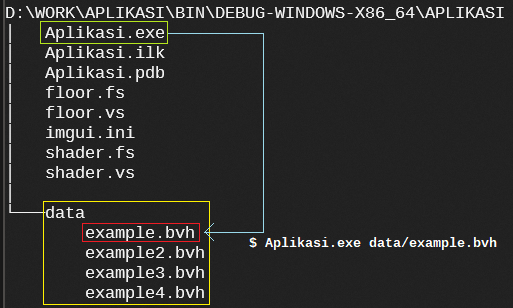 D:\WORK\APLIKASI\BIN\DEBUG-WINDOWS-X86_64\APLIKASI
Aplikasi.exe
Aplikasi.ilk
Aplikasi.pdb
floor.fs
floor.vs
imgui.ini
shader.fs
shader.vs
data
example.bvh
$ Aplikasi.exe data/example.bvh
example2.bvh
example3.bvh
example4.bvh